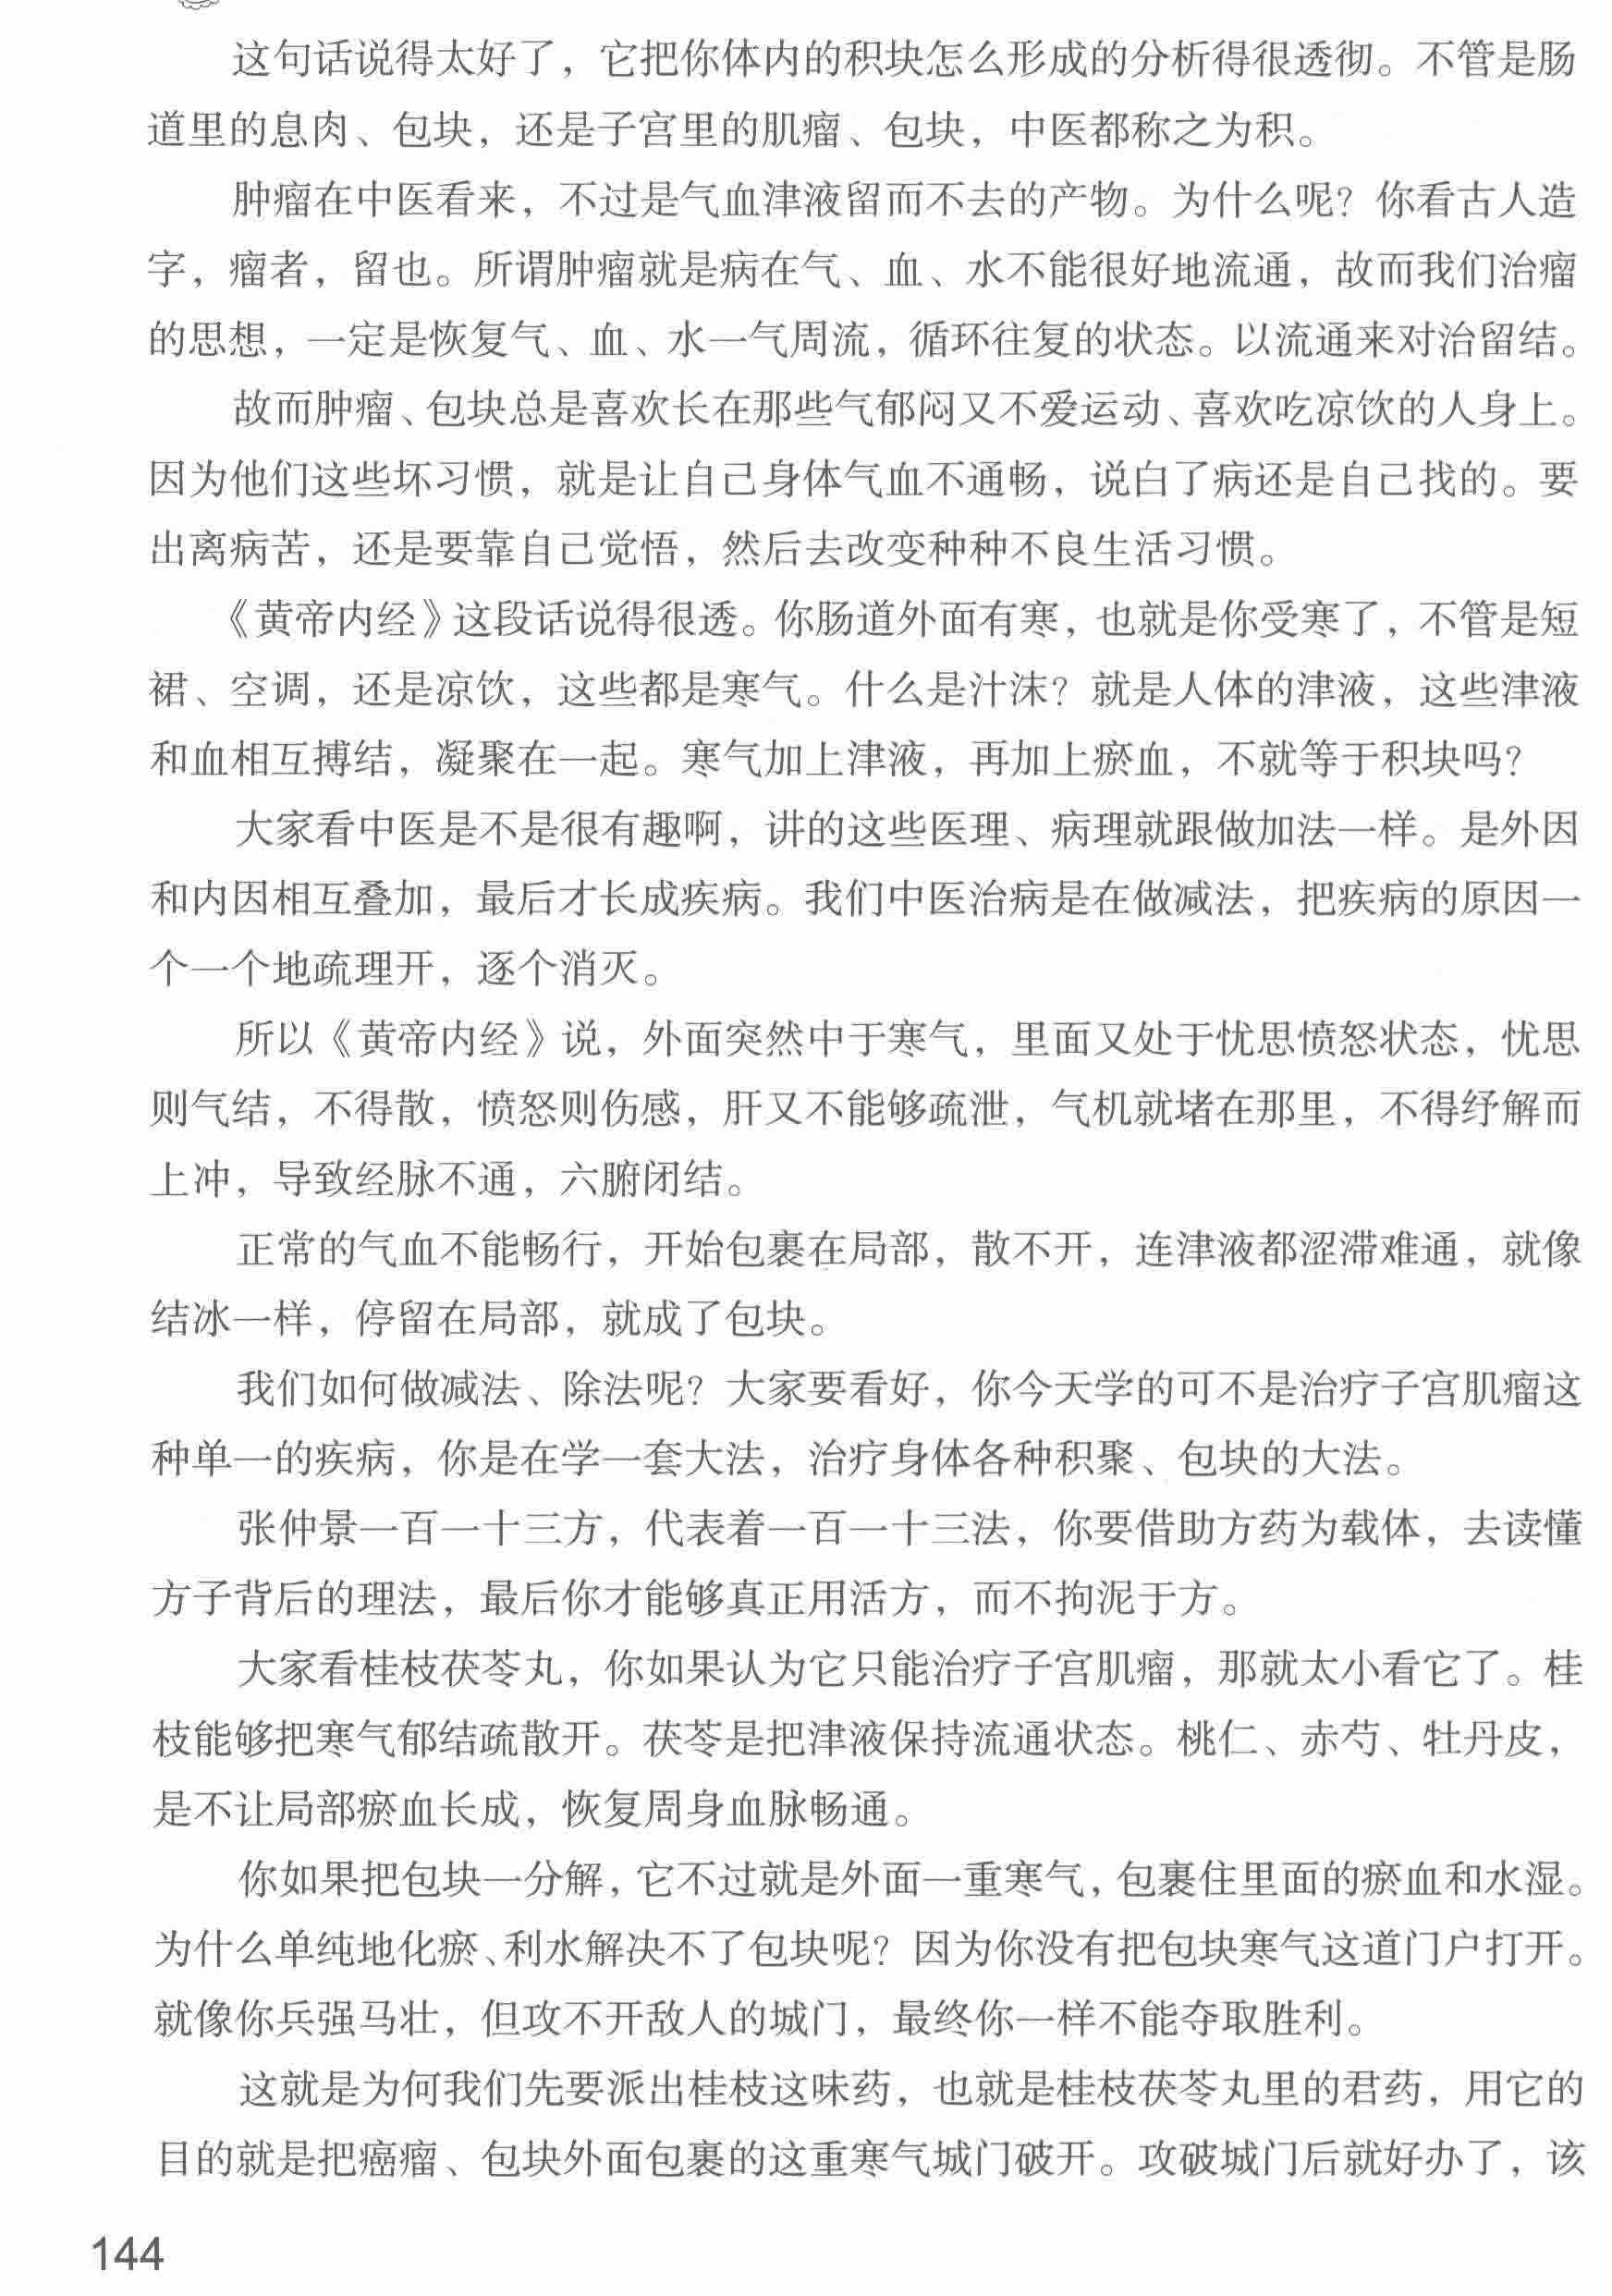 这句话说得太好了，它把你体内的积块怎么形成的分析得很透彻。不管是肠
道里的息肉、包块，还是子宫里的肌瘤、包块，中医都称之为积。
肿瘤在中医看来，不过是气血津液留而不去的产物。为什么呢？你看古人造
字，瘤者，留也。所谓肿瘤就是病在气、血、水不能很好地流通，故而我们治瘤
的思想，一定是恢复气、血、水一气周流，循环往复的状态。以流通来对治留结。
故而肿瘤、包块总是喜欢长在那些气郁闷又不爱运动、喜欢吃凉饮的人身上。
因为他们这些坏习惯，就是让自己身体气血不通畅，说白了病还是自己找的。要
出离病苦，还是要靠自己觉悟，然后去改变种种不良生活习惯。
《黄帝内经》这段话说得很透。你肠道外面有寒，也就是你受寒了，不管是短
裙、空调，还是凉饮，这些都是寒气。什么是汁沫？就是人体的津液，这些津液
和血相互搏结，凝聚在一起。寒气加上津液，再加上瘀血，不就等于积块吗？
大家看中医是不是很有趣啊，讲的这些医理、病理就跟做加法一样。是外因
和内因相互叠加，最后才长成疾病。我们中医治病是在做减法，把疾病的原因一
个一个地疏理开，逐个消灭。
所以《黄帝内经》说，外面突然中于寒气，里面又处于忧思愤怒状态，忧思
则气结，不得散，愤怒则伤感，肝又不能够疏泄，气机就堵在那里，不得纾解而
上冲，导致经脉不通，六腑闭结。
正常的气血不能畅行，开始包裹在局部，散不开，连津液都涩滞难通，就像
结冰一样，停留在局部，就成了包块。
我们如何做减法、除法呢？大家要看好，你今天学的可不是治疗子宫肌瘤这
种单一的疾病，你是在学一套大法，治疗身体各种积聚、包块的大法。
张仲景一百一十三方，代表着一百一十三法，你要借助方药为载体，去读懂
方子背后的理法，最后你才能够真正用活方，而不拘泥于方。
大家看桂枝茯苓丸，你如果认为它只能治疗子宫肌瘤，那就太小看它了。桂
枝能够把寒气郁结疏散开。茯苓是把津液保持流通状态。桃仁、赤芍、牡丹皮，
是不让局部瘀血长成，恢复周身血脉畅通。
你如果把包块一分解，它不过就是外面一重寒气，包裹住里面的瘀血和水湿。
为什么单纯地化瘀、利水解决不了包块呢？因为你没有把包块寒气这道门户打开。
就像你兵强马壮，但攻不开敌人的城门，最终你一样不能夺取胜利。
这就是为何我们先要派出桂枝这味药，也就是桂枝茯苓丸里的君药，用它的
目的就是把癌瘤、包块外面包裹的这重寒气城门破开。攻破城门后就好办了，该
144